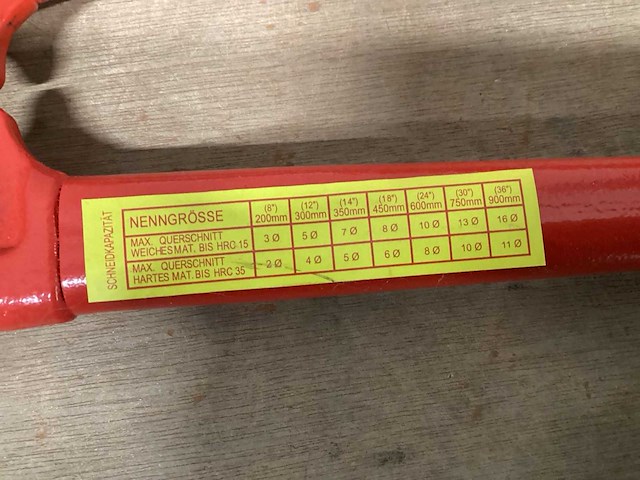 SCHNEIDKAPAZITÄT
NENNGRÖSSE (8") 200mm (12") 300mm (14") 350mm (18") 450mm (24") 600mm (30") 750mm (36") 900mm
MAX. QUERSCHNITT WEICHES MAT. BIS HRC 15 3 Ø 5 Ø 7 Ø 8 Ø 10 Ø 13 Ø 16 Ø
MAX. QUERSCHNITT HARTES MAT. BIS HRC 35 2 Ø 4 Ø 5 Ø 6 Ø 8 Ø 10 Ø 11 Ø